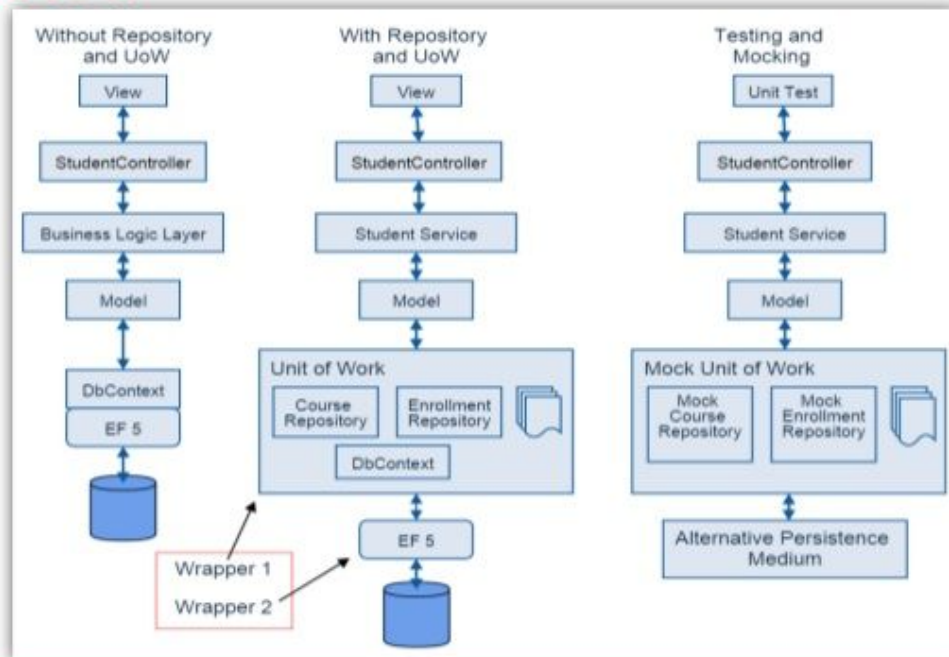 Without Repository
and UoW
View
StudentController
Business Logic Layer
Model
DbContext
EF 5
With Repository
and UoW
View
StudentController
Student Service
Model
Unit of Work
Course
Repository
Enrollment
Repository
DbContext
EF 5
Wrapper 1
Wrapper 2
Testing and
Mocking
Unit Test
StudentController
Student Service
Model
Mock Unit of Work
Mock
Course
Repository
Mock
Enrollment
Repository
Alternative Persistence
Medium